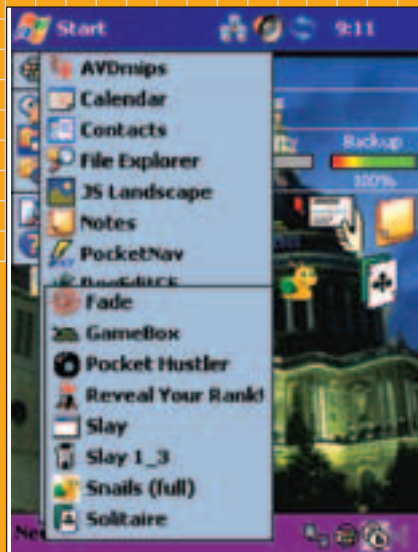 Start 9:11
AVDmips
Calendar
Contacts
File Explorer
JS Landscape
Notes
PocketNav
Backup
100%
Fade
GameBox
Pocket Hustler
Reveal Your Rank!
Slay
Slay 1_3
Snails (full)
Solitaire